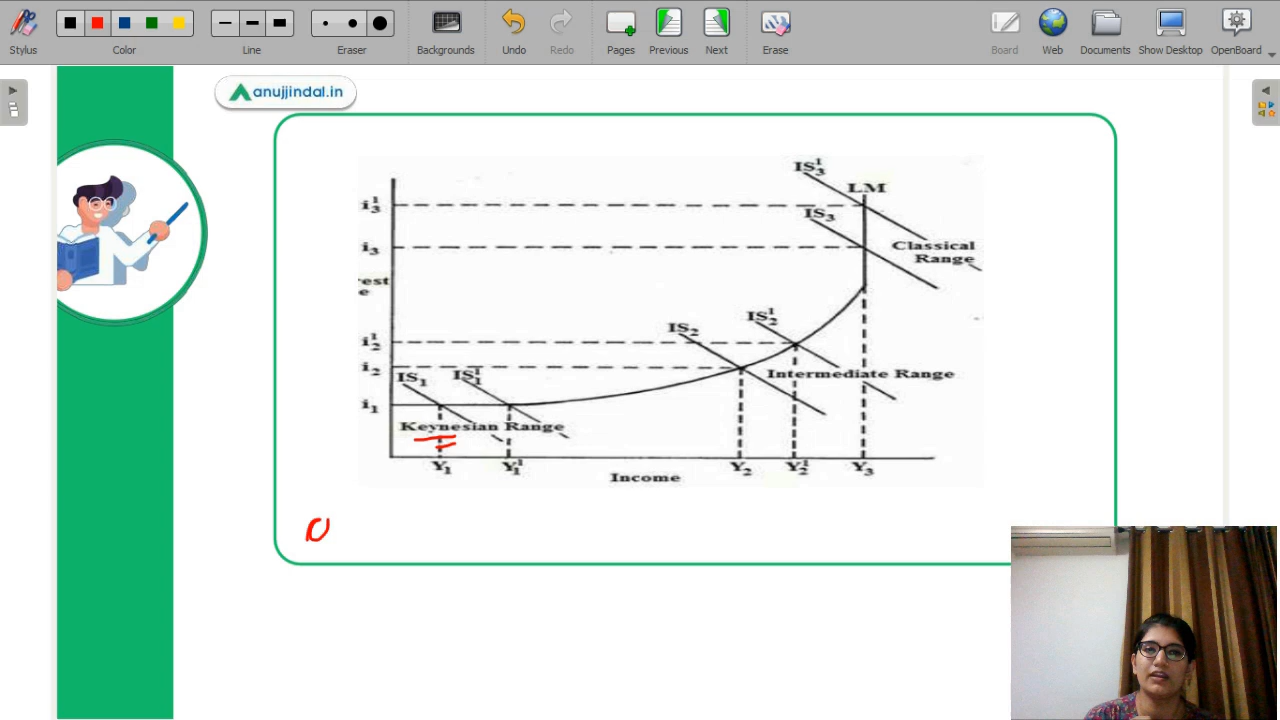 Stylus Color Line Eraser Backgrounds Undo Redo Pages Previous Next Erase Board Web Documents Show Desktop OpenBoard
anujjindal.in
IS₃¹
LM
i₃¹
IS₃
i₃
Classical
Range
est
e
IS₂¹
IS₂
i₂¹
i₂
Intermediate Range
IS₁ IS₁¹
i₁
Keynesian Range
Y₁ Y₁¹ Y₂ Y₂¹ Y₃
Income